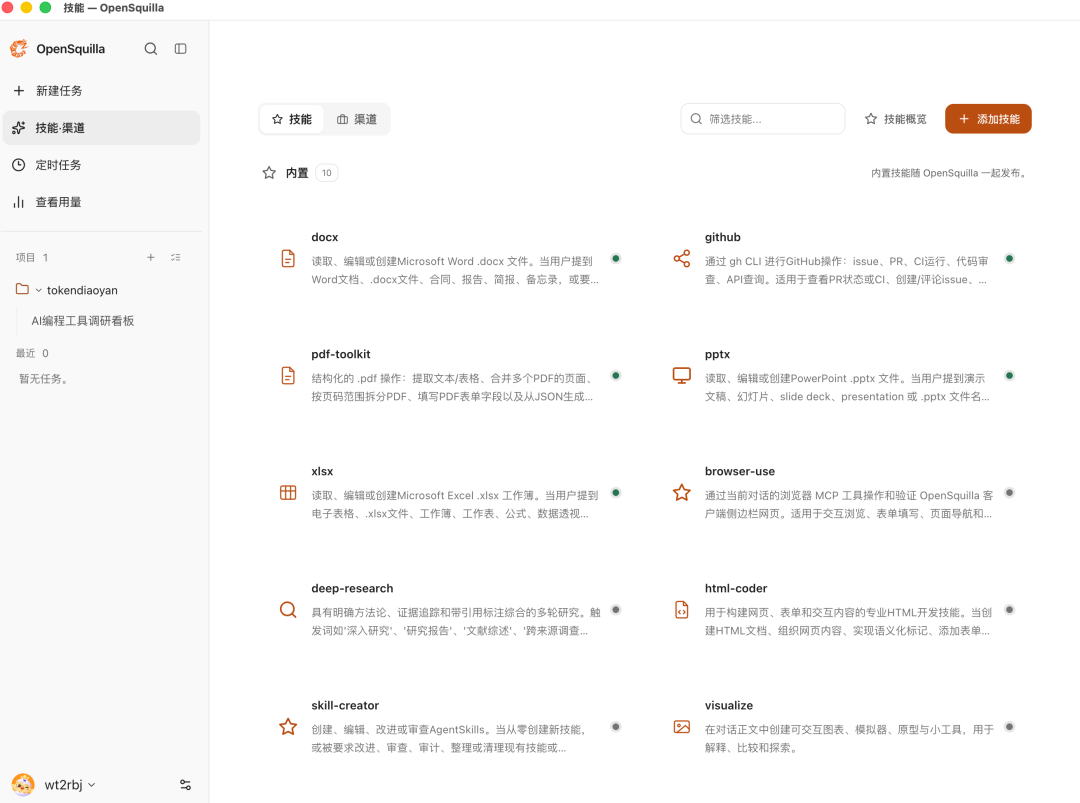 技能 — OpenSquilla
OpenSquilla
新建任务
技能·渠道
定时任务
查看用量
项目 1
tokendiaoyan
AI编程工具调研看板
最近 0
暂无任务。
wt2rbj
技能
渠道
筛选技能...
技能概览
添加技能
内置 10
内置技能随 OpenSquilla 一起发布。
docx
读取、编辑或创建Microsoft Word .docx 文件。当用户提到
Word文档、.docx文件、合同、报告、简报、备忘录，或要...
github
通过 gh CLI 进行GitHub操作：issue、PR、CI运行、代码审
查、API查询。适用于查看PR状态或CI、创建/评论issue、...
pdf-toolkit
结构化的 .pdf 操作：提取文本/表格、合并多个PDF的页面、
按页码范围拆分PDF、填写PDF表单字段以及从JSON生成...
pptx
读取、编辑或创建PowerPoint .pptx 文件。当用户提到演示
文稿、幻灯片、slide deck、presentation 或 .pptx 文件名...
xlsx
读取、编辑或创建Microsoft Excel .xlsx 工作簿。当用户提到
电子表格、.xlsx文件、工作簿、工作表、公式、数据透视...
browser-use
通过当前对话的浏览器 MCP 工具操作和验证 OpenSquilla 客
户端侧边栏网页。适用于交互浏览、表单填写、页面导航和...
deep-research
具有明确方法论、证据追踪和带引用标注综合的多轮研究。触
发词如'深入研究'、'研究报告'、'文献综述'、'跨来源调查...
html-coder
用于构建网页、表单和交互内容的专业HTML开发技能。当创
建HTML文档、组织网页内容、实现语义化标记、添加表单...
skill-creator
创建、编辑、改进或审查AgentSkills。当从零创建新技能，
或被要求改进、审查、审计、整理或清理现有技能或...
visualize
在对话正文中创建可交互图表、模拟器、原型与小工具，用于
解释、比较和探索。